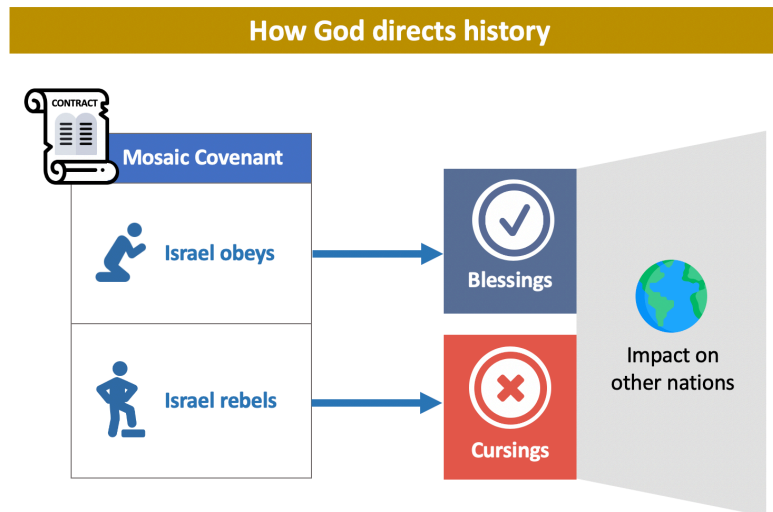 How God directs history
CONTRACT
Mosaic Covenant
Israel obeys
Blessings
Israel rebels
Cursings
Impact on
other nations